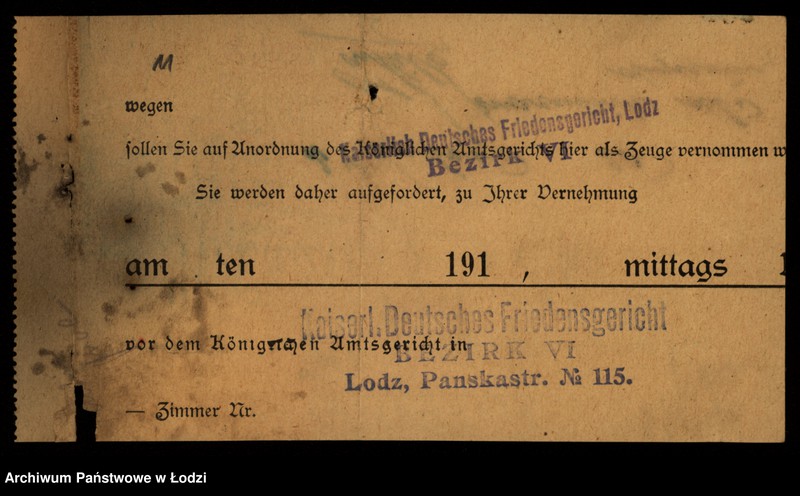 M
wegen
Kaiserlich Deutsches Friedensgericht, Lodz
Bezirk VI
sollen Sie auf Anordnung des Königlichen Amtsgerichts hier als Zeuge vernommen w
Sie werden daher aufgefordert, zu Ihrer Vernehmung
am ten 191 , mittags 1
Kaiserl. Deutsches Friedensgericht
vor dem Königlichen Amtsgericht in
BEZIRK VI
Lodz, Panskastr. № 115.
— Zimmer Nr.
Archiwum Państwowe w Łodzi